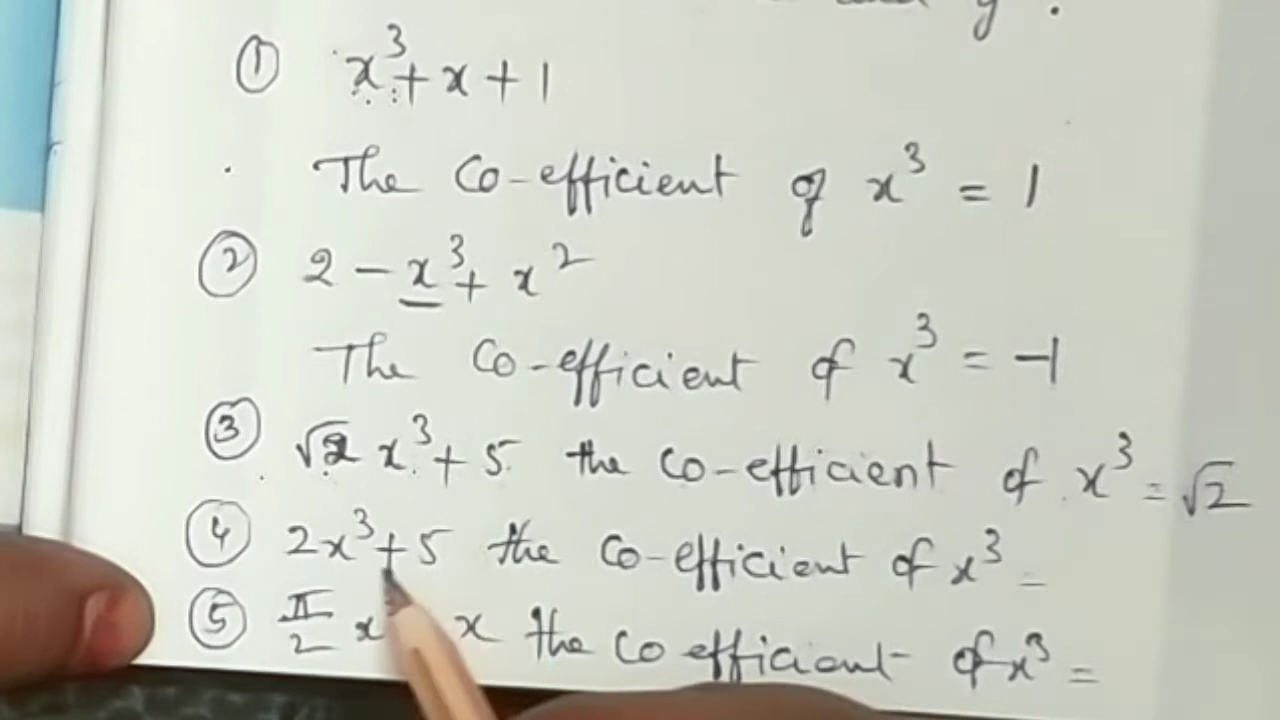 y.
① x³ + x + 1
The Co-efficient of x³ = 1
② 2 - x³ + x²
The Co-efficient of x³ = -1
③ √2 x³ + 5 the co-efficient of x³ = √2
④ 2x³ + 5 the co-efficient of x³ =
⑤ π/2 x x the Co efficient of x³ =